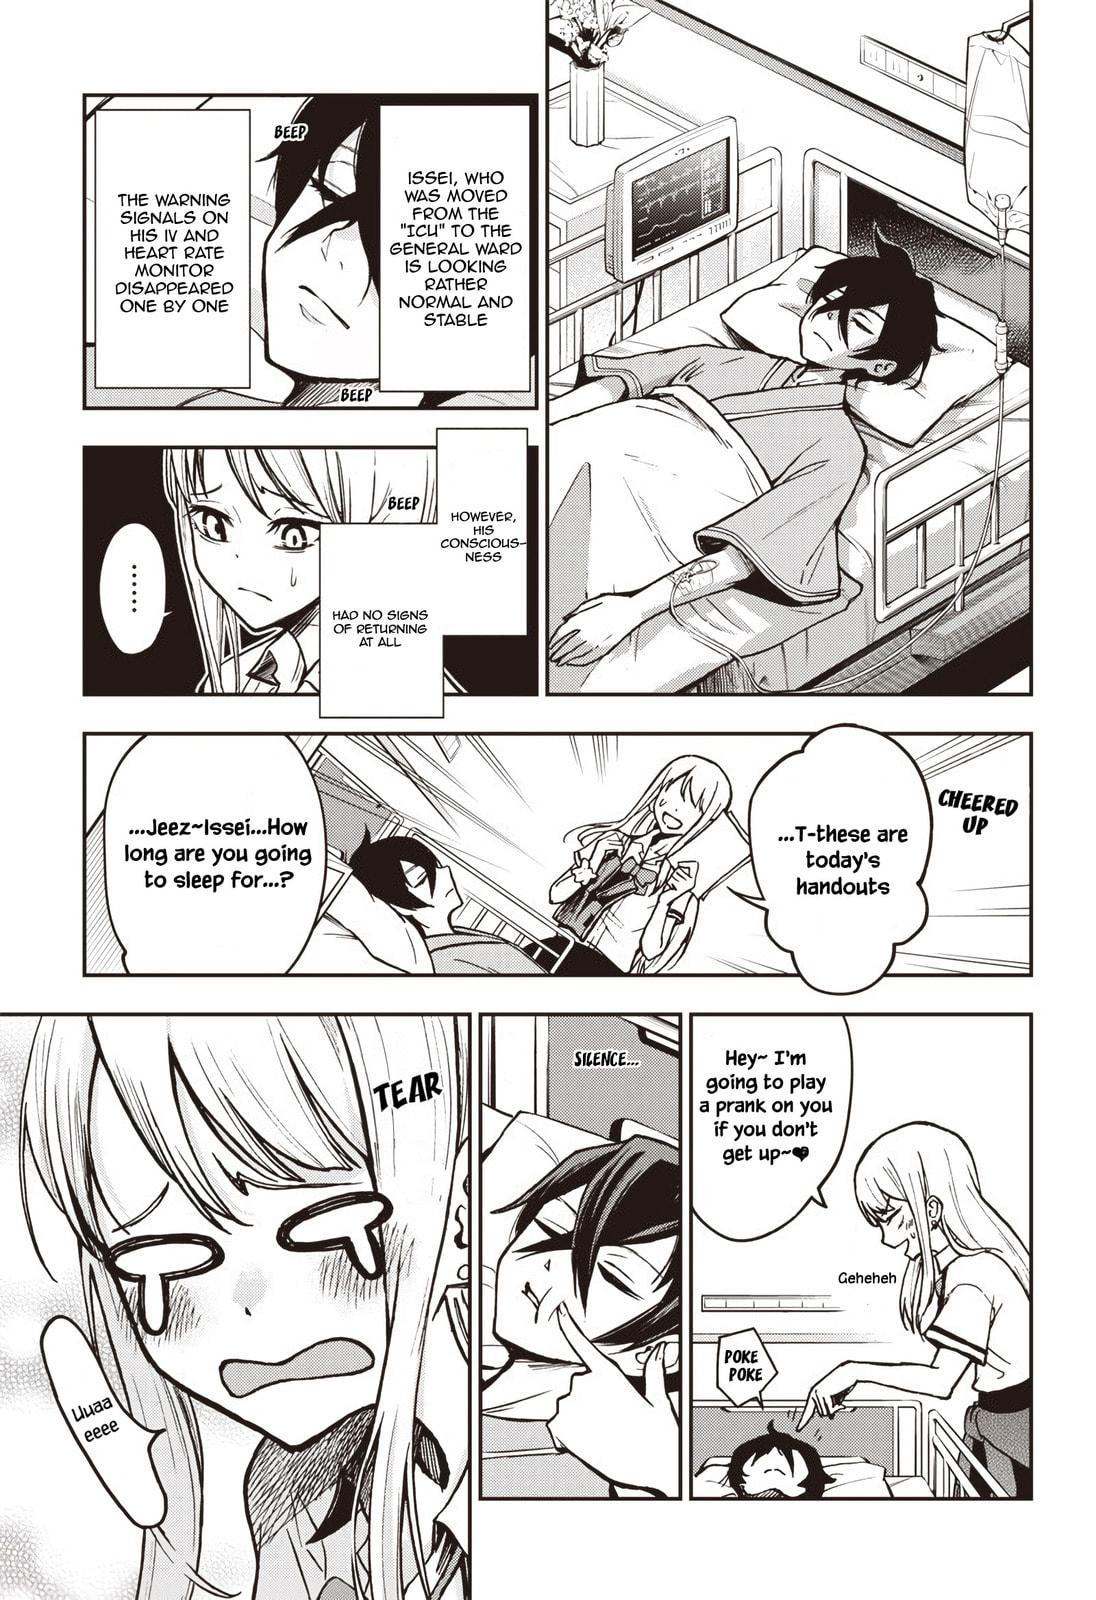 BEEP
ISSEI, WHO
WAS MOVED
FROM THE
"ICU" TO THE
GENERAL WARD
IS LOOKING
RATHER
NORMAL AND
STABLE
THE WARNING
SIGNALS ON
HIS IV AND
HEART RATE
MONITOR
DISAPPEARED
ONE BY ONE
BEEP
HOWEVER,
HIS
CONSCIOUS-
NESS
BEEP
HAD NO SIGNS
OF RETURNING
AT ALL
........
CHEERED
UP
...T-these are
today's
handouts
...Jeez~Issei...How
long are you going
to sleep for...?
Hey~ I'm
going to play
a prank on you
if you don't
get up~❤
Geheheh
POKE
POKE
SILENCE...
TEAR
Uuaa
eeee